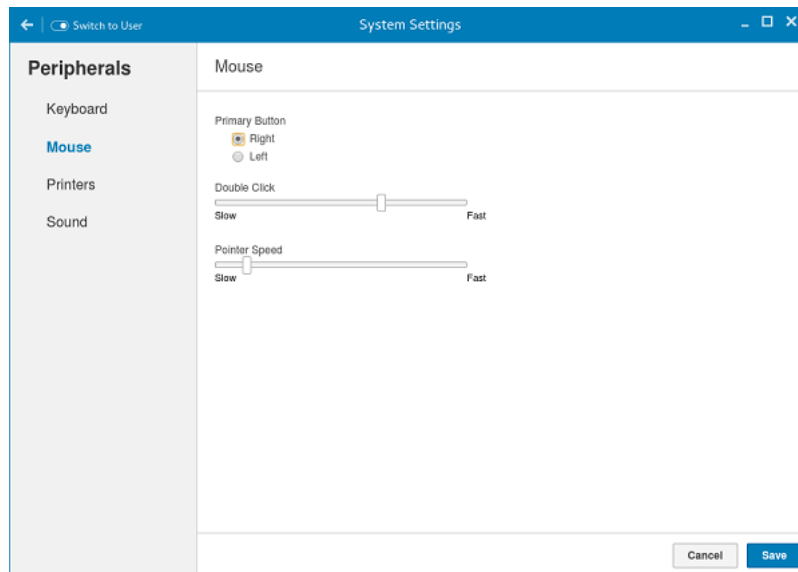 Switch to User
System Settings
Peripherals
Keyboard
Mouse
Printers
Sound
Mouse
Primary Button
Right
Left
Double Click
Slow Fast
Pointer Speed
Slow Fast
Cancel Save